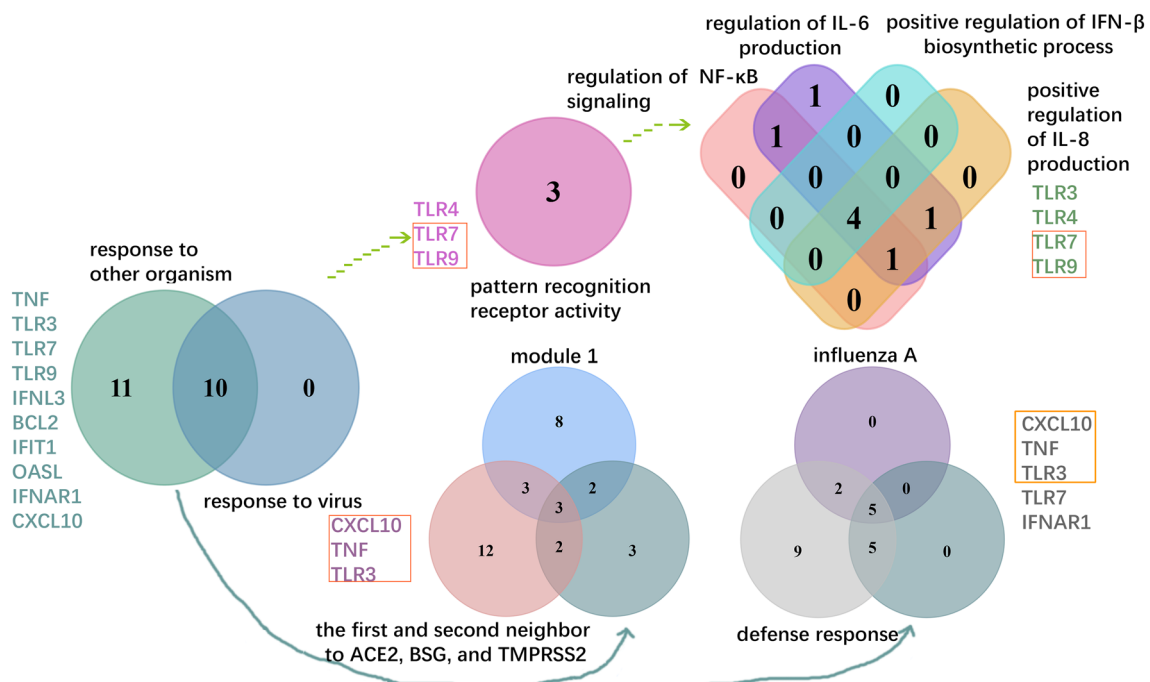 regulation of IL-6
production
positive regulation of IFN-β
biosynthetic process
regulation of NF-κB
signaling
positive
regulation
of IL-8
production
1
0
1
0
0
0
0
0
0
0
4
1
0
1
0
TLR3
TLR4
TLR7
TLR9
3
TLR4
TLR7
TLR9
pattern recognition
receptor activity
response to
other organism
TNF
TLR3
TLR7
TLR9
IFNL3
BCL2
IFIT1
OASL
IFNAR1
CXCL10
11
10
0
response to virus
module 1
8
3
2
3
12
2
3
CXCL10
TNF
TLR3
the first and second neighbor
to ACE2, BSG, and TMPRSS2
influenza A
0
2
0
5
9
5
0
defense response
CXCL10
TNF
TLR3
TLR7
IFNAR1